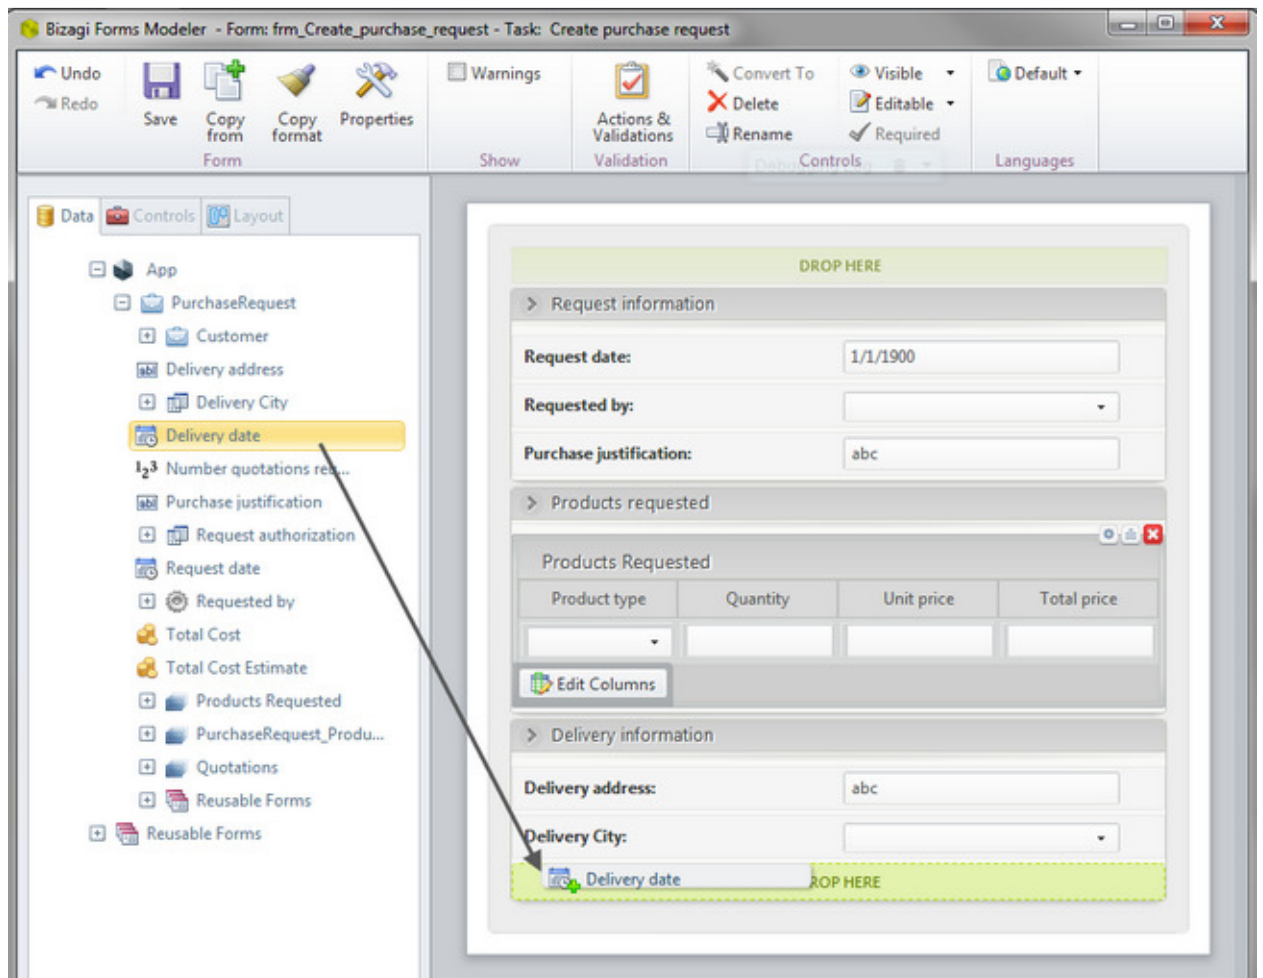 Bizagi Forms Modeler - Form: frm_Create_purchase_request - Task: Create purchase request
Undo
Redo
Save
Copy from
Copy format
Properties
Form
Warnings
Show
Actions & Validations
Validation
Convert To
Delete
Rename
Visible
Editable
Required
Controls
Default
Languages
Data
Controls
Layout
App
PurchaseRequest
Customer
Delivery address
Delivery City
Delivery date
Number quotations req...
Purchase justification
Request authorization
Request date
Requested by
Total Cost
Total Cost Estimate
Products Requested
PurchaseRequest_Produ...
Quotations
Reusable Forms
Reusable Forms
DROP HERE
Request information
Request date: 1/1/1900
Requested by:
Purchase justification: abc
Products requested
Products Requested
Product type Quantity Unit price Total price
Edit Columns
Delivery information
Delivery address: abc
Delivery City:
Delivery date ROP HERE